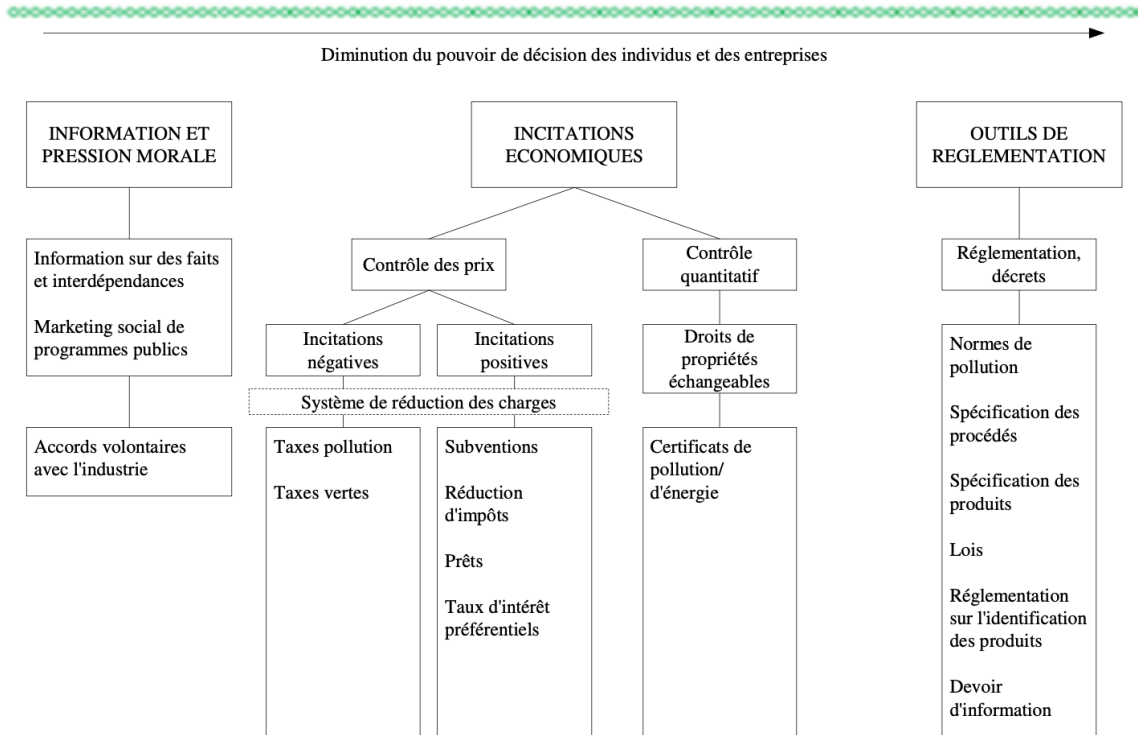 Diminution du pouvoir de décision des individus et des entreprises
INFORMATION ET
PRESSION MORALE
INCITATIONS
ECONOMIQUES
OUTILS DE
REGLEMENTATION
Information sur des faits
et interdépendances
Marketing social de
programmes publics
Accords volontaires
avec l'industrie
Contrôle des prix
Contrôle
quantitatif
Incitations
négatives
Incitations
positives
Système de réduction des charges
Taxes pollution
Taxes vertes
Subventions
Réduction
d'impôts
Prêts
Taux d'intérêt
préférentiels
Droits de
propriétés
échangeables
Certificats de
pollution/
d'énergie
Réglementation,
décrets
Normes de
pollution
Spécification des
procédés
Spécification des
produits
Lois
Réglementation
sur l'identification
des produits
Devoir
d'information